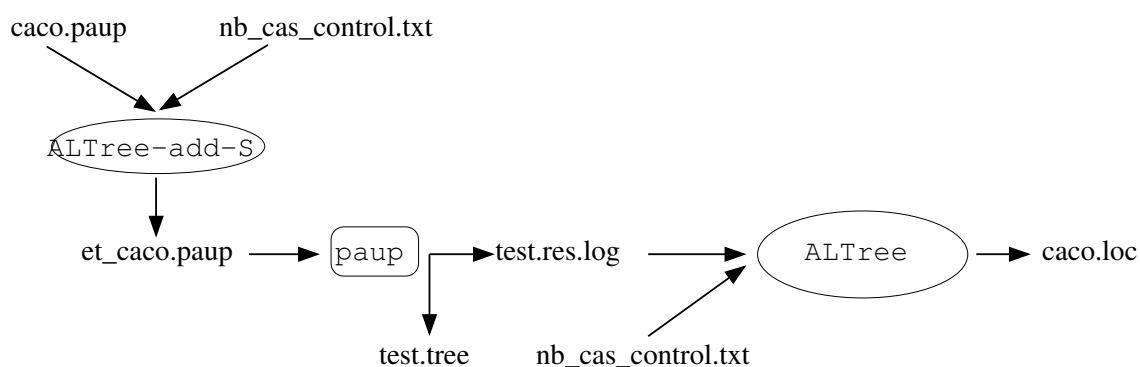 caco.paup
nb_cas_control.txt
ALTree-add-S
et_caco.paup
paup
test.res.log
ALTree
caco.loc
test.tree
nb_cas_control.txt